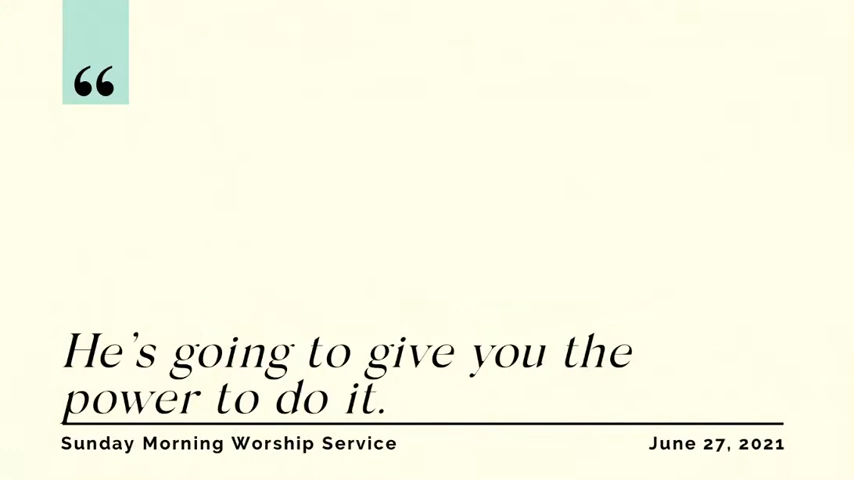 “
He’s going to give you the
power to do it.
Sunday Morning Worship Service
June 27, 2021